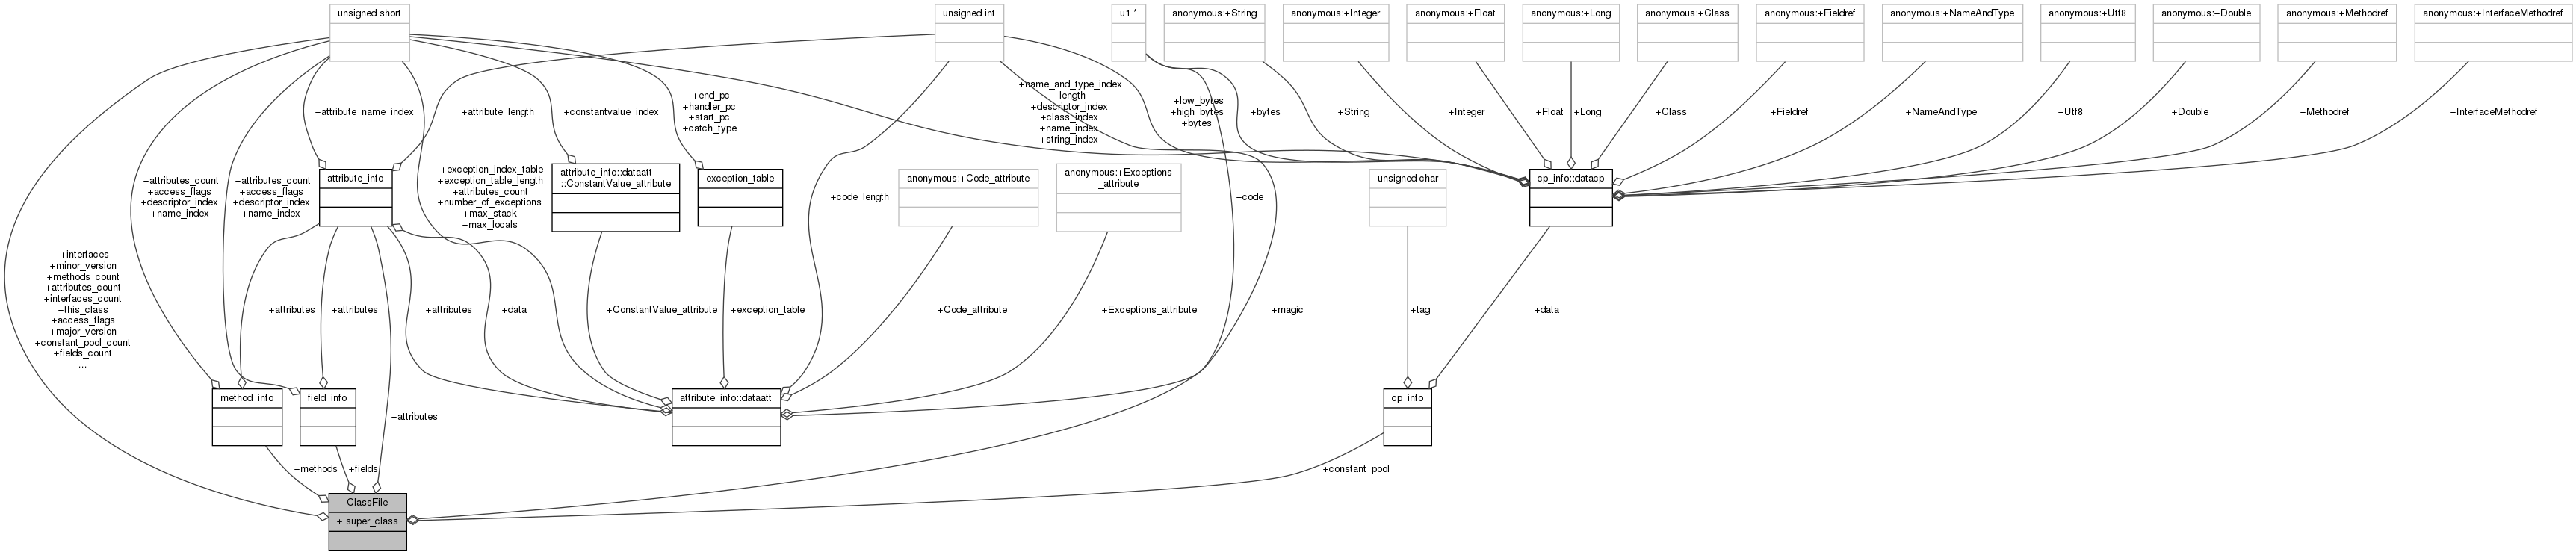 unsigned short
unsigned int
u1 *
anonymous:+String
anonymous:+Integer
anonymous:+Float
anonymous:+Long
anonymous:+Class
anonymous:+Fieldref
anonymous:+NameAndType
anonymous:+Utf8
anonymous:+Double
anonymous:+Methodref
anonymous:+InterfaceMethodref
+attribute_name_index
+attribute_length
+constantvalue_index
+end_pc
+handler_pc
+start_pc
+catch_type
+name_and_type_index
+length
+descriptor_index
+class_index
+name_index
+string_index
+low_bytes
+high_bytes
+bytes
+bytes
+String
+Integer
+Float
+Long
+Class
+Fieldref
+NameAndType
+Utf8
+Double
+Methodref
+InterfaceMethodref
+attributes_count
+access_flags
+descriptor_index
+name_index
+attributes_count
+access_flags
+descriptor_index
+name_index
attribute_info
+exception_index_table
+exception_table_length
+attributes_count
+number_of_exceptions
+max_stack
+max_locals
attribute_info::dataatt
::ConstantValue_attribute
exception_table
+code_length
anonymous:+Code_attribute
anonymous:+Exceptions
_attribute
+code
unsigned char
cp_info::datacp
+interfaces
+minor_version
+methods_count
+attributes_count
+interfaces_count
+this_class
+access_flags
+major_version
+constant_pool_count
+fields_count
...
+attributes
+attributes
+attributes
+data
+ConstantValue_attribute
+exception_table
+Code_attribute
+Exceptions_attribute
+magic
+tag
+data
method_info
field_info
+attributes
attribute_info::dataatt
cp_info
+methods
+fields
+constant_pool
ClassFile
+ super_class